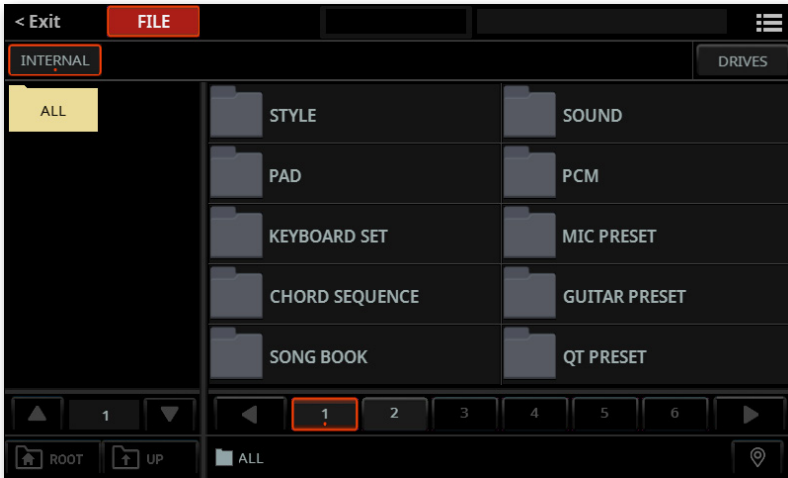 < Exit FILE
INTERNAL DRIVES
ALL
STYLE SOUND
PAD PCM
KEYBOARD SET MIC PRESET
CHORD SEQUENCE GUITAR PRESET
SONG BOOK QT PRESET
1 1 2 3 4 5 6
ROOT UP ALL